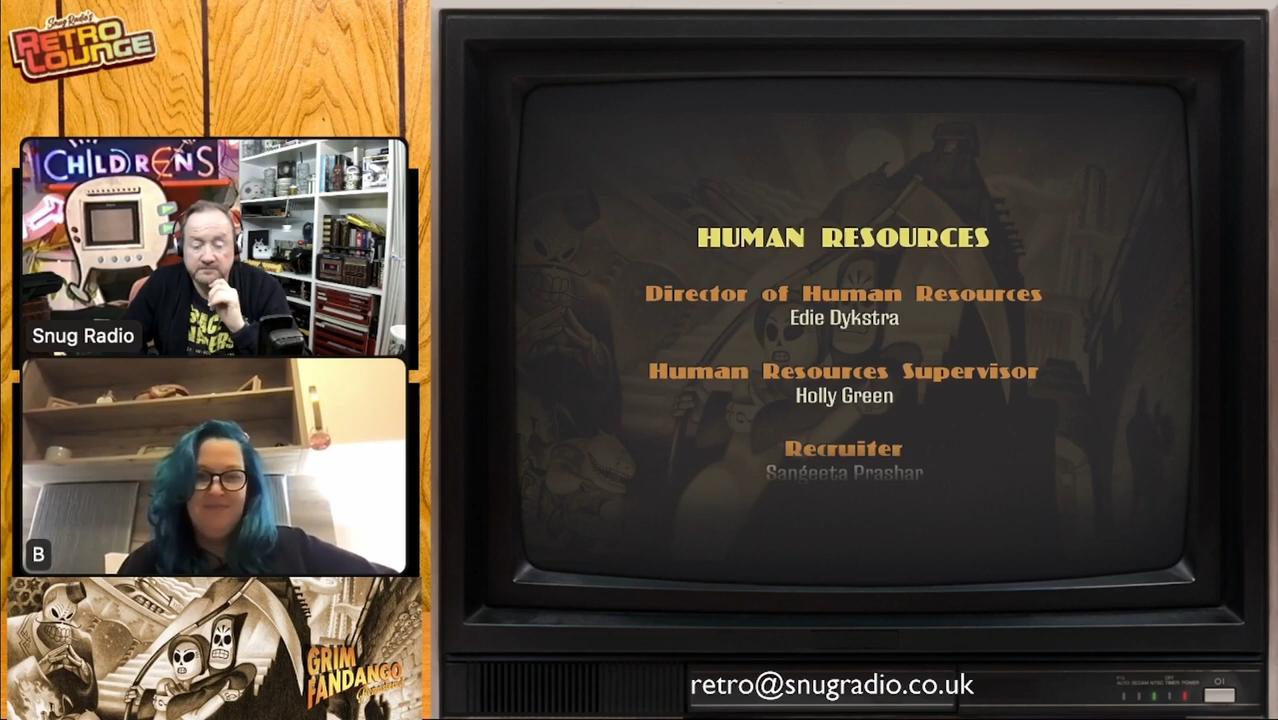 Snug Radio's
RETRO
LOUNGE
CHILDRENS
Snug Radio
B
GRIM
FANDANGO
HUMAN RESOURCES
Director of Human Resources
Edie Dykstra
Human Resources Supervisor
Holly Green
Recruiter
Sangeeta Prashar
retro@snugradio.co.uk